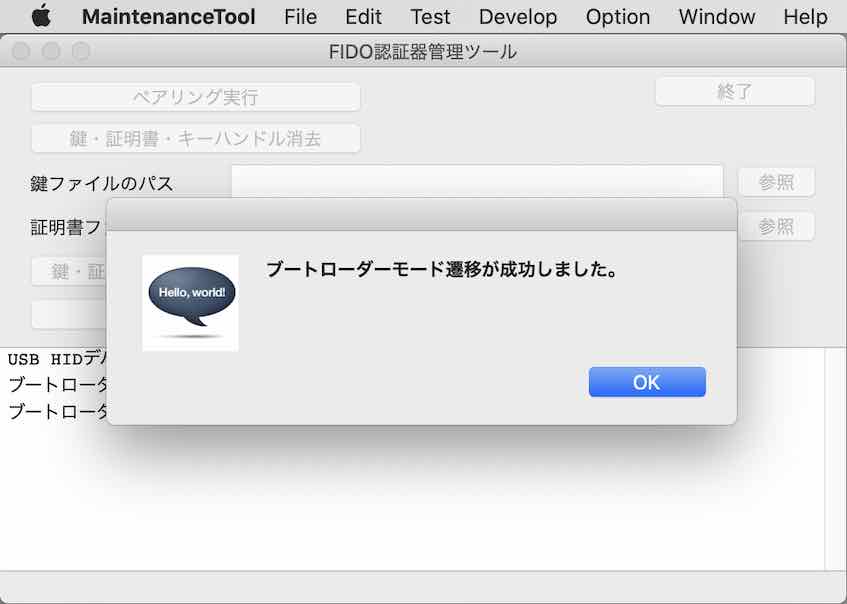 MaintenanceTool File Edit Test Develop Option Window Help
FIDO認証器管理ツール
ペアリング実行
終了
鍵・証明書・キーハンドル消去
鍵ファイルのパス
参照
証明書フ
参照
鍵・証
Hello, world!
ブートローダーモード遷移が成功しました。
OK
USB HIDデバ
ブートローダ
ブートローダ